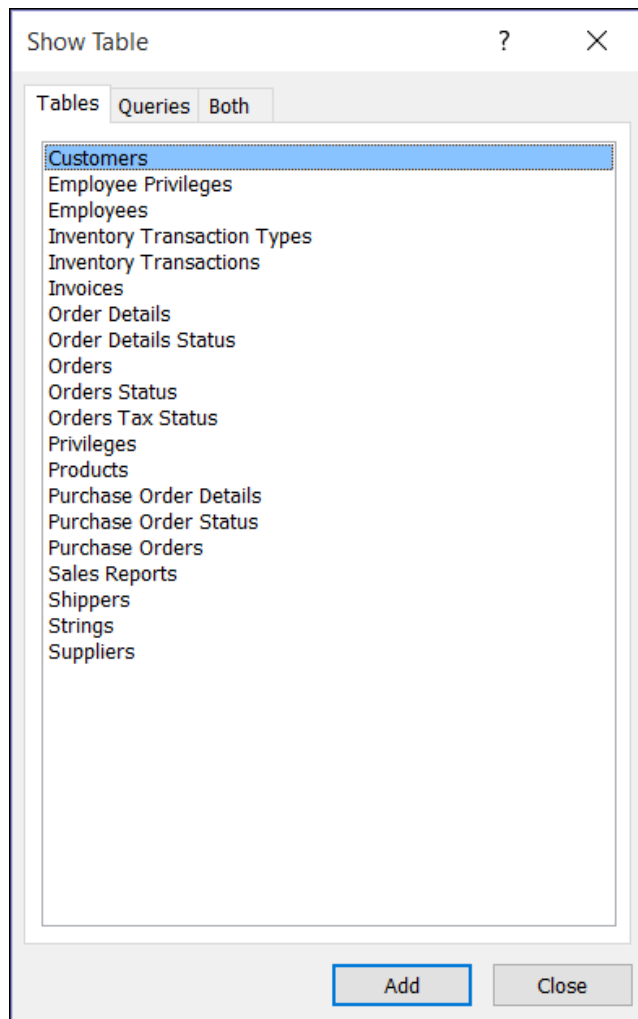 Show Table ?
Tables Queries Both
Customers
Employee Privileges
Employees
Inventory Transaction Types
Inventory Transactions
Invoices
Order Details
Order Details Status
Orders
Orders Status
Orders Tax Status
Privileges
Products
Purchase Order Details
Purchase Order Status
Purchase Orders
Sales Reports
Shippers
Strings
Suppliers
Add Close